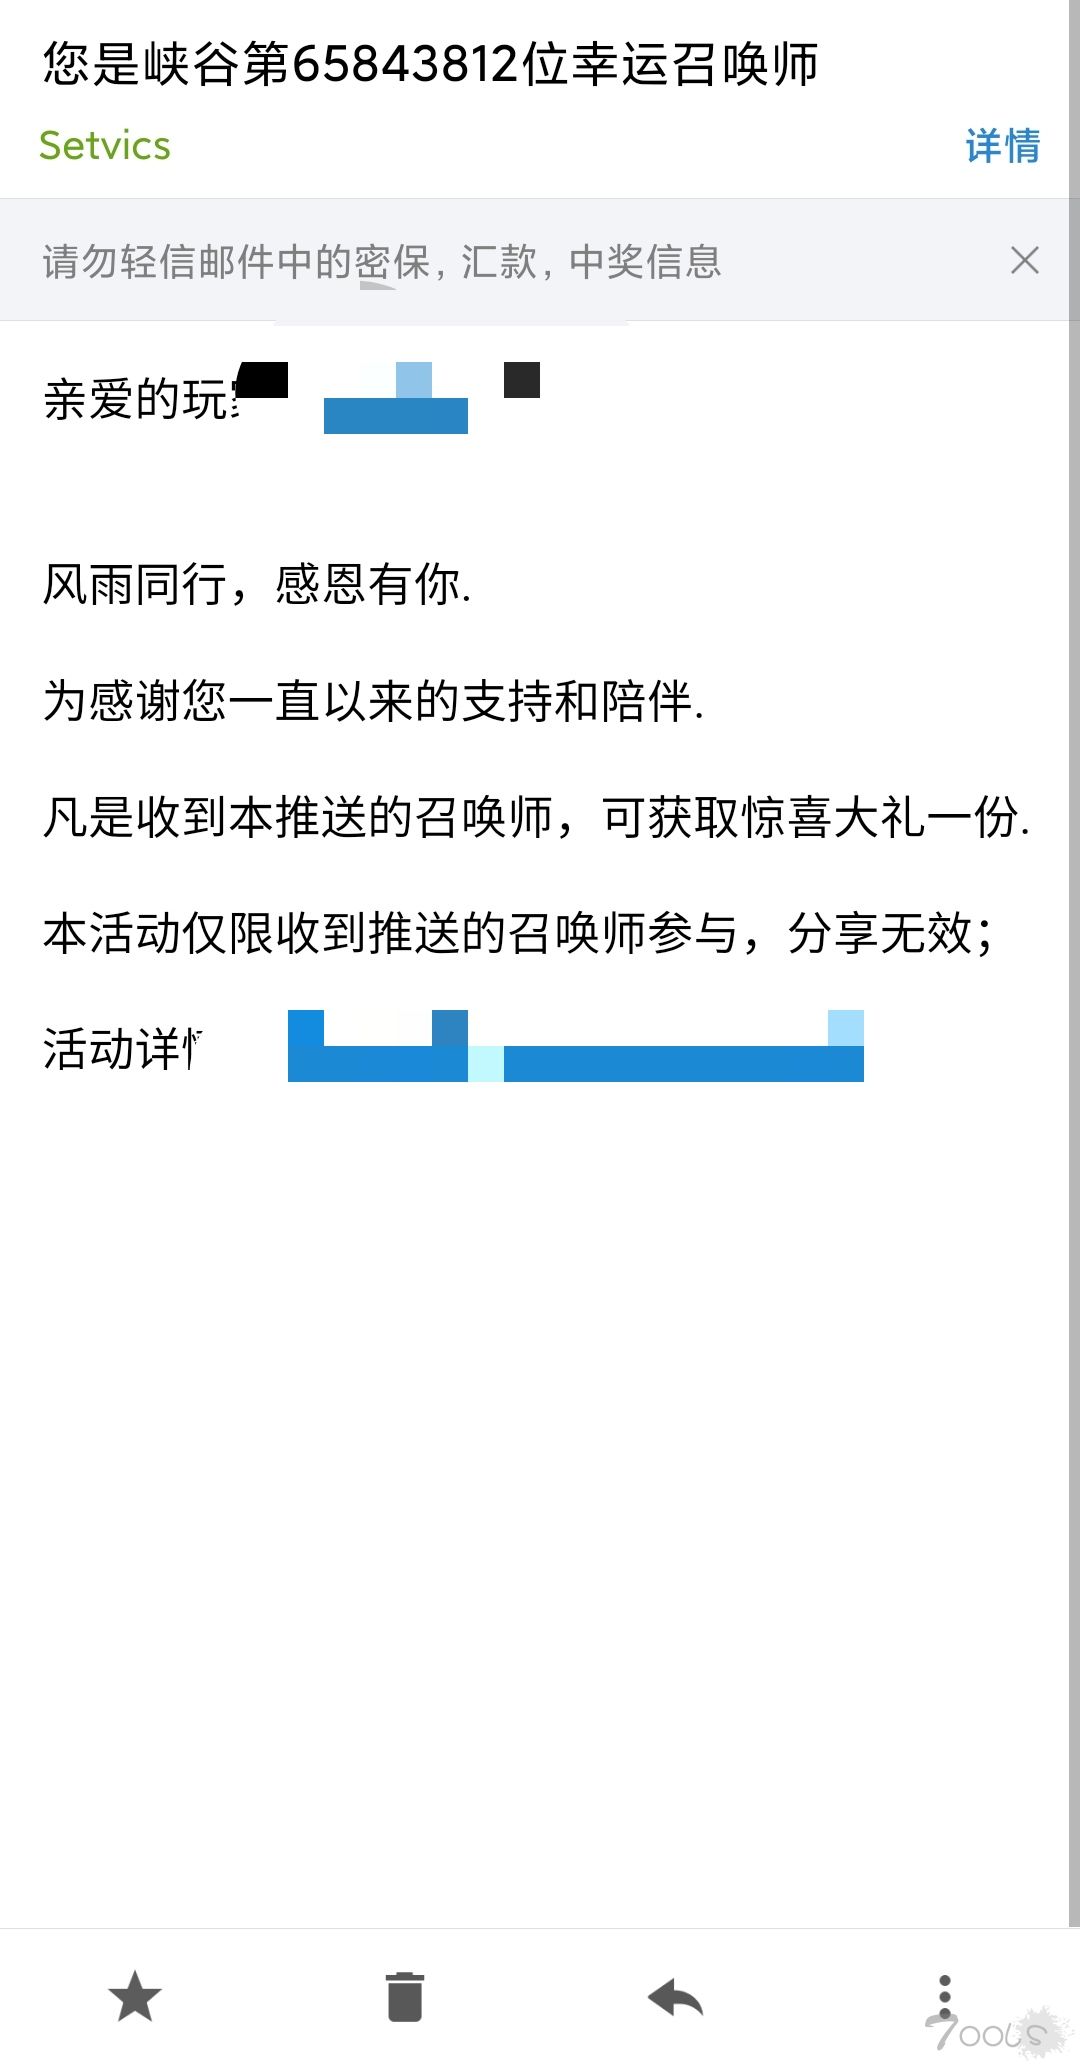 您是峡谷第65843812位幸运召唤师
Setvics
详情
请勿轻信邮件中的密保, 汇款, 中奖信息
亲爱的玩
风雨同行，感恩有你.
为感谢您一直以来的支持和陪伴.
凡是收到本推送的召唤师，可获取惊喜大礼一份.
本活动仅限收到推送的召唤师参与，分享无效；
活动详
7ooLS